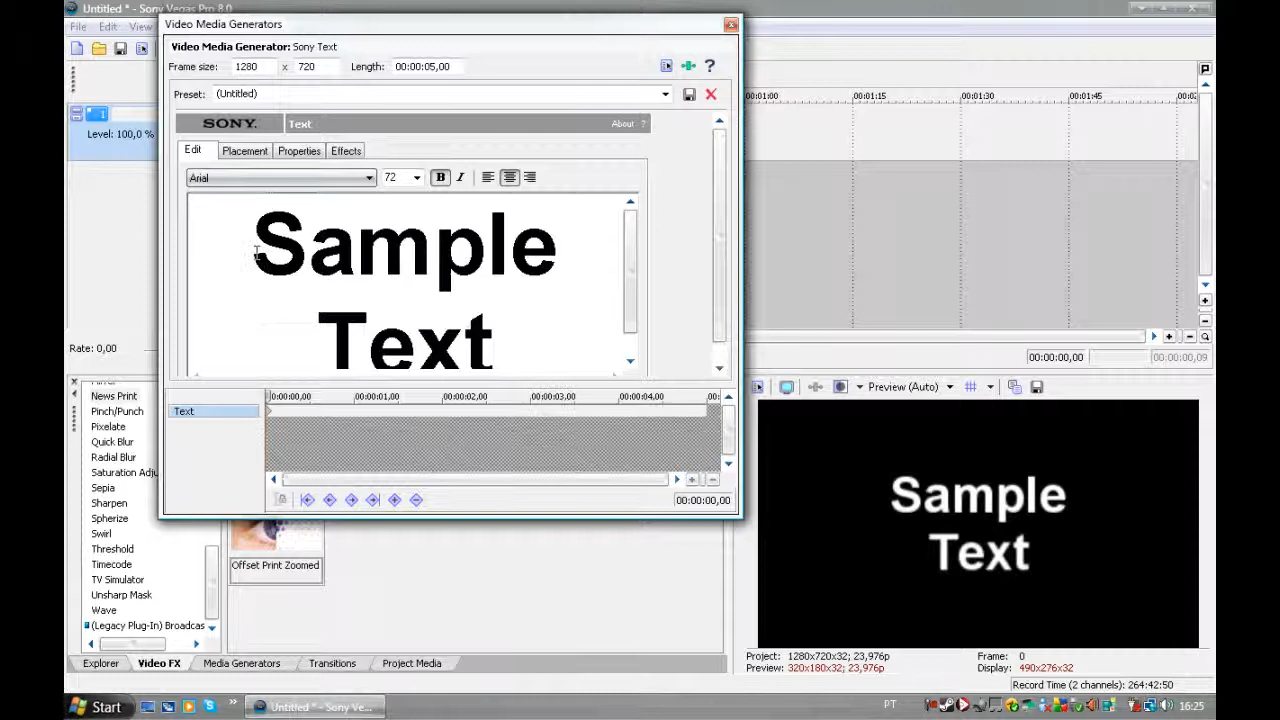 Untitled * - Sony Vegas Pro 8.0
File Edit View
Video Media Generators
Video Media Generator: Sony Text
Frame size: 1280 x 720 Length: 00:00:05,00
Preset: (Untitled)
SONY. Text About ?
Edit Placement Properties Effects
Arial 72 B I
Sample
Text
1
Level: 100,0 %
Rate: 0,00
00:01:00 00:01:15 00:01:30 00:01:45
00:00:00,00 00:00:00,09
Text
00:00:01,00 00:00:02,00 00:00:03,00 00:00:04,00
00:00:00,00
Preview (Auto)
News Print
Pinch/Punch
Pixelate
Quick Blur
Radial Blur
Saturation Adju
Sepia
Sharpen
Spherize
Swirl
Threshold
Timecode
TV Simulator
Unsharp Mask
Wave
(Legacy Plug-In) Broadcas
Offset Print Zoomed
Sample
Text
Explorer Video FX Media Generators Transitions Project Media
Project: 1280x720x32; 23,976p Frame: 0
Preview: 320x180x32; 23,976p Display: 490x276x32
Record Time (2 channels): 264:42:50
Start Untitled * - Sony Ve... PT 16:25